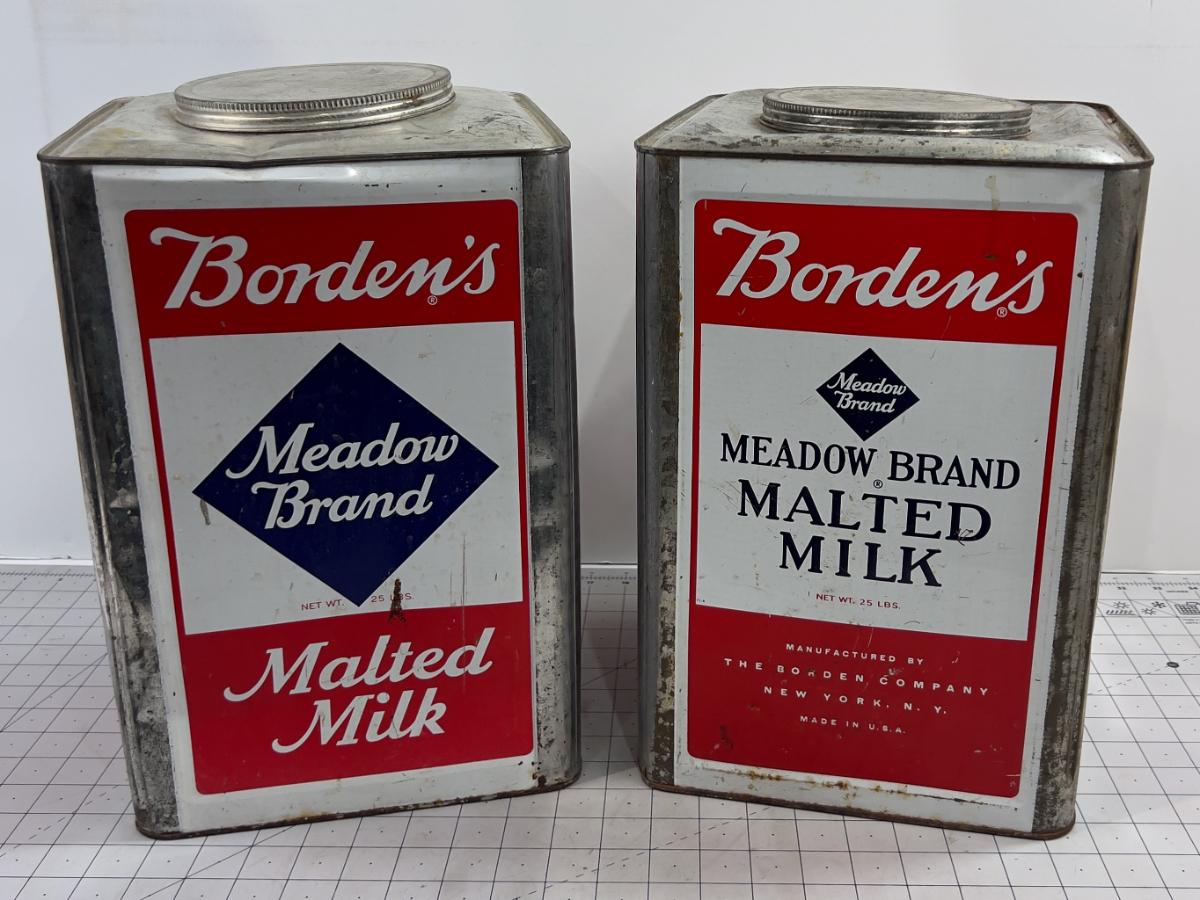 Borden's®
Meadow
Brand
NET WT. 25 LBS.
Malted
Milk
Borden's®
Meadow
Brand
MEADOW BRAND
®
MALTED
MILK
NET WT. 25 LBS.
MANUFACTURED BY
THE BORDEN COMPANY
NEW YORK, N. Y.
MADE IN U.S.A.